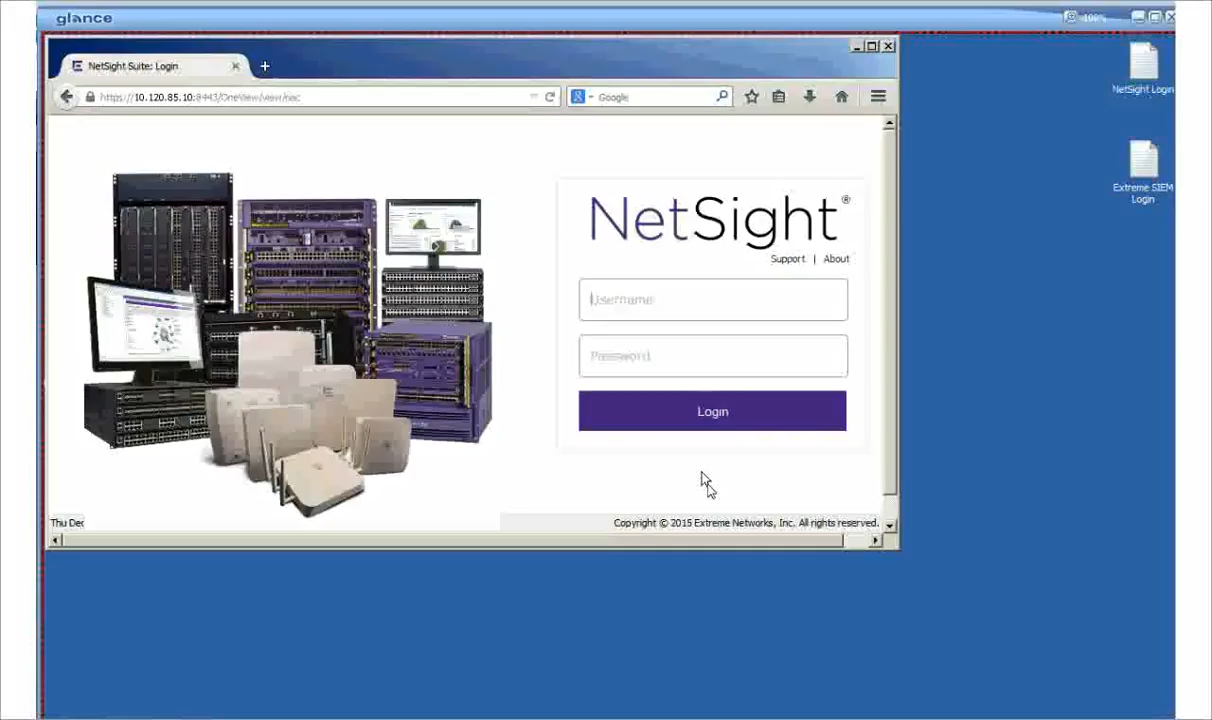 glance
100%
NetSight Suite: Login
https://10.120.85.10:8443/OneView/view/nac
Google
NetSight Login
Extreme SIEM
Login
NetSight®
Support | About
Username
Password
Login
Thu Dec
Copyright © 2015 Extreme Networks, Inc. All rights reserved.